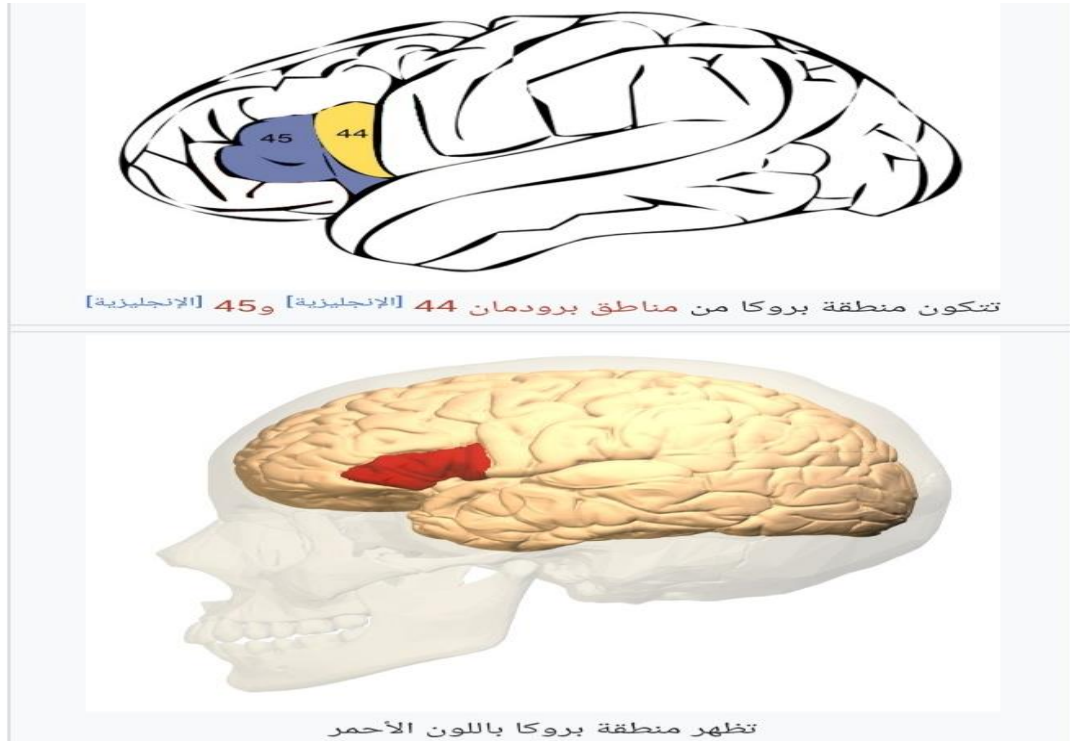 45 44
تتكون منطقة بروكا من مناطق برودمان 44 [الإنجليزية] و45 [الإنجليزية]
تظهر منطقة بروكا باللون الأحمر